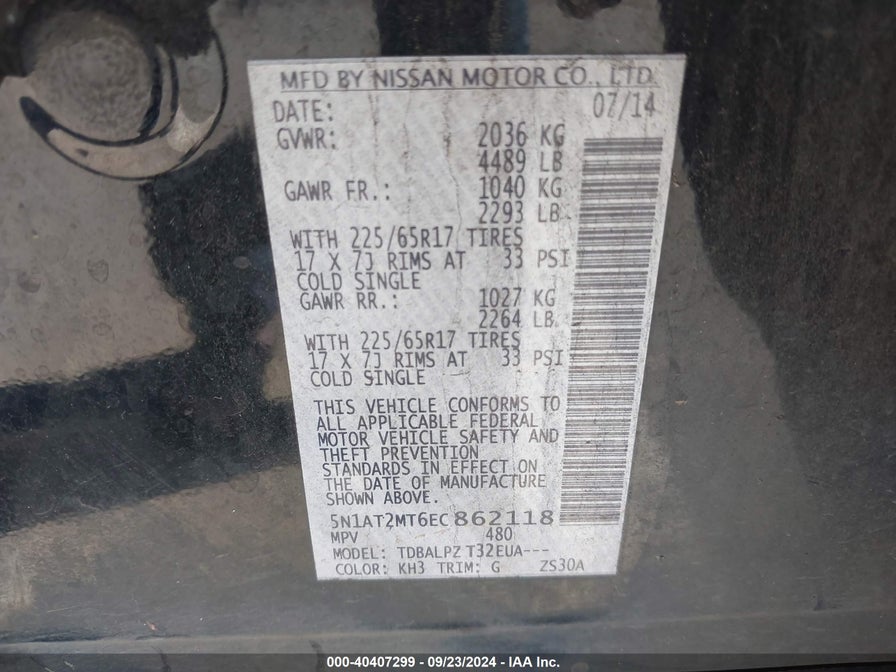 MFD BY NISSAN MOTOR CO., LTD
DATE: 07/14
GVWR: 2036 KG
4489 LB
GAWR FR.: 1040 KG
2293 LB
WITH 225/65R17 TIRES
17 X 7J RIMS AT 33 PSI
COLD SINGLE
GAWR RR.: 1027 KG
2264 LB
WITH 225/65R17 TIRES
17 X 7J RIMS AT 33 PSI
COLD SINGLE
THIS VEHICLE CONFORMS TO
ALL APPLICABLE FEDERAL
MOTOR VEHICLE SAFETY AND
THEFT PREVENTION
STANDARDS IN EFFECT ON
THE DATE OF MANUFACTURE
SHOWN ABOVE.
5N1AT2MT6EC862118
MPV 480
MODEL: TDBALPZ T32EUA---
COLOR: KH3 TRIM: G ZS30A
000-40407299 - 09/23/2024 - IAA Inc.